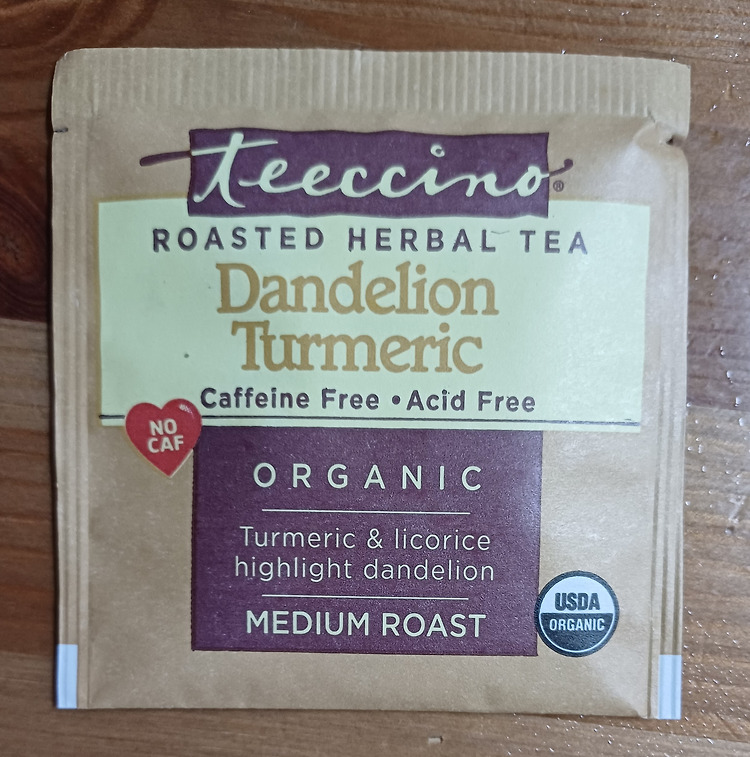 teeccino®
ROASTED HERBAL TEA
Dandelion
Turmeric
Caffeine Free • Acid Free
NO
CAF
ORGANIC
Turmeric & licorice
highlight dandelion
MEDIUM ROAST
USDA
ORGANIC